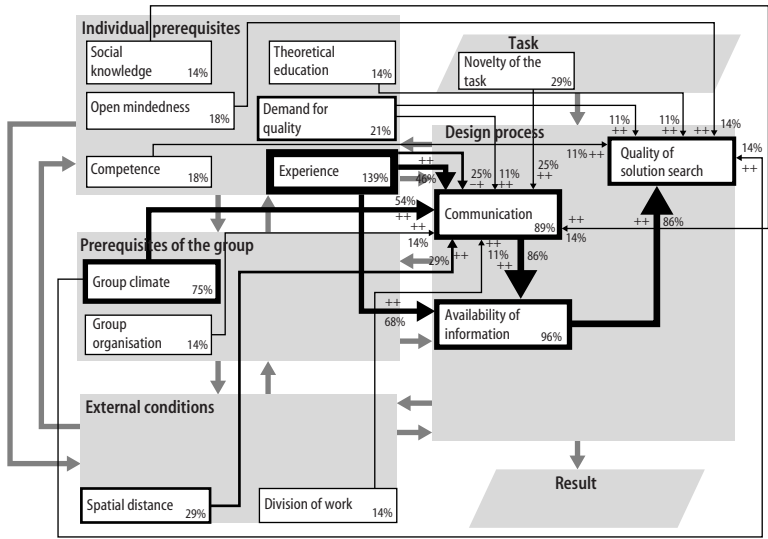 Individual prerequisites
Social
knowledge 14%
Theoretical
education 14%
Task
Novelty of the
task 29%
Open mindedness
18%
Demand for
quality 21%
11%
++
11%
++
++
14%
Design process
Competence
18%
Experience
139%
++
46%
25%
-+
11%
++
25%
++
11% ++
Quality of
solution search
14%
++
54%
++
++
14%
Communication
89%
++
14%
Prerequisites of the group
29%
++
++
11%
++
86%
++ 86%
Group climate
75%
Group
organisation 14%
++
68%
Availability of
information 96%
External conditions
Spatial distance
29%
Division of work
14%
Result